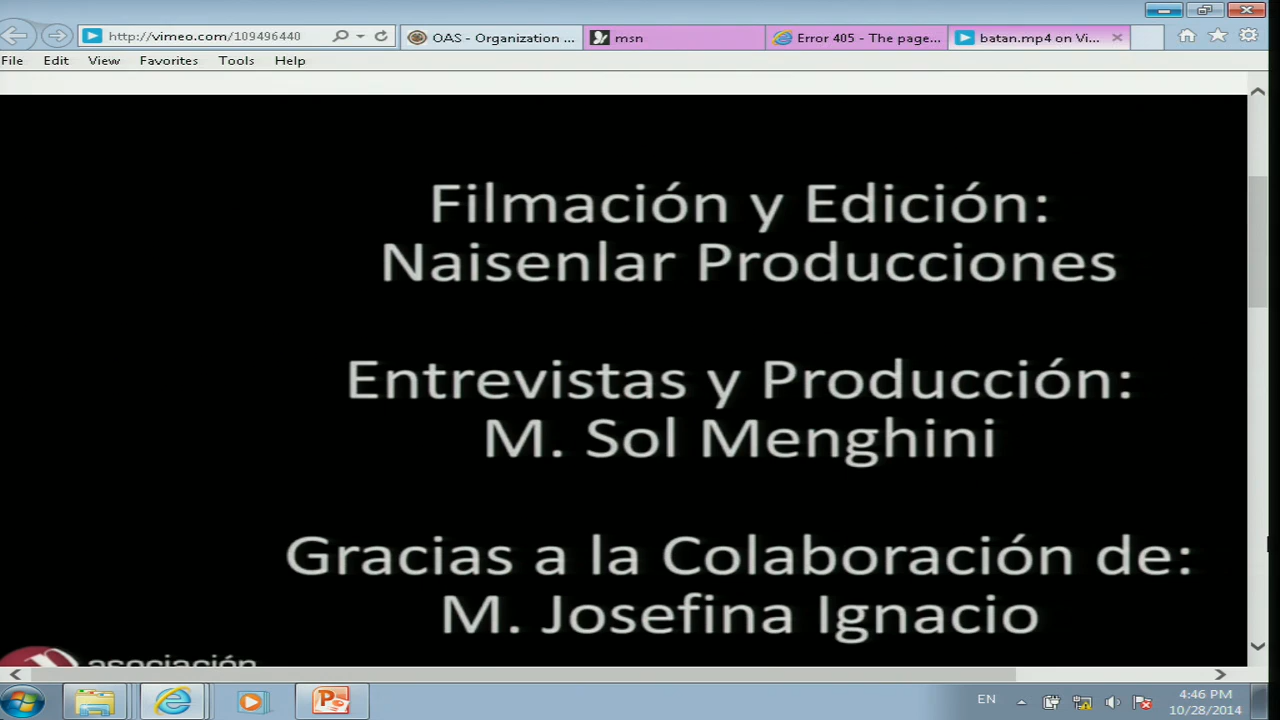 http://vimeo.com/109496440
OAS - Organization ...
msn
Error 405 - The page...
batan.mp4 on Vi...
File Edit View Favorites Tools Help
Filmación y Edición:
Naisenlar Producciones
Entrevistas y Producción:
M. Sol Menghini
Gracias a la Colaboración de:
M. Josefina Ignacio
asociación
EN
4:46 PM
10/28/2014